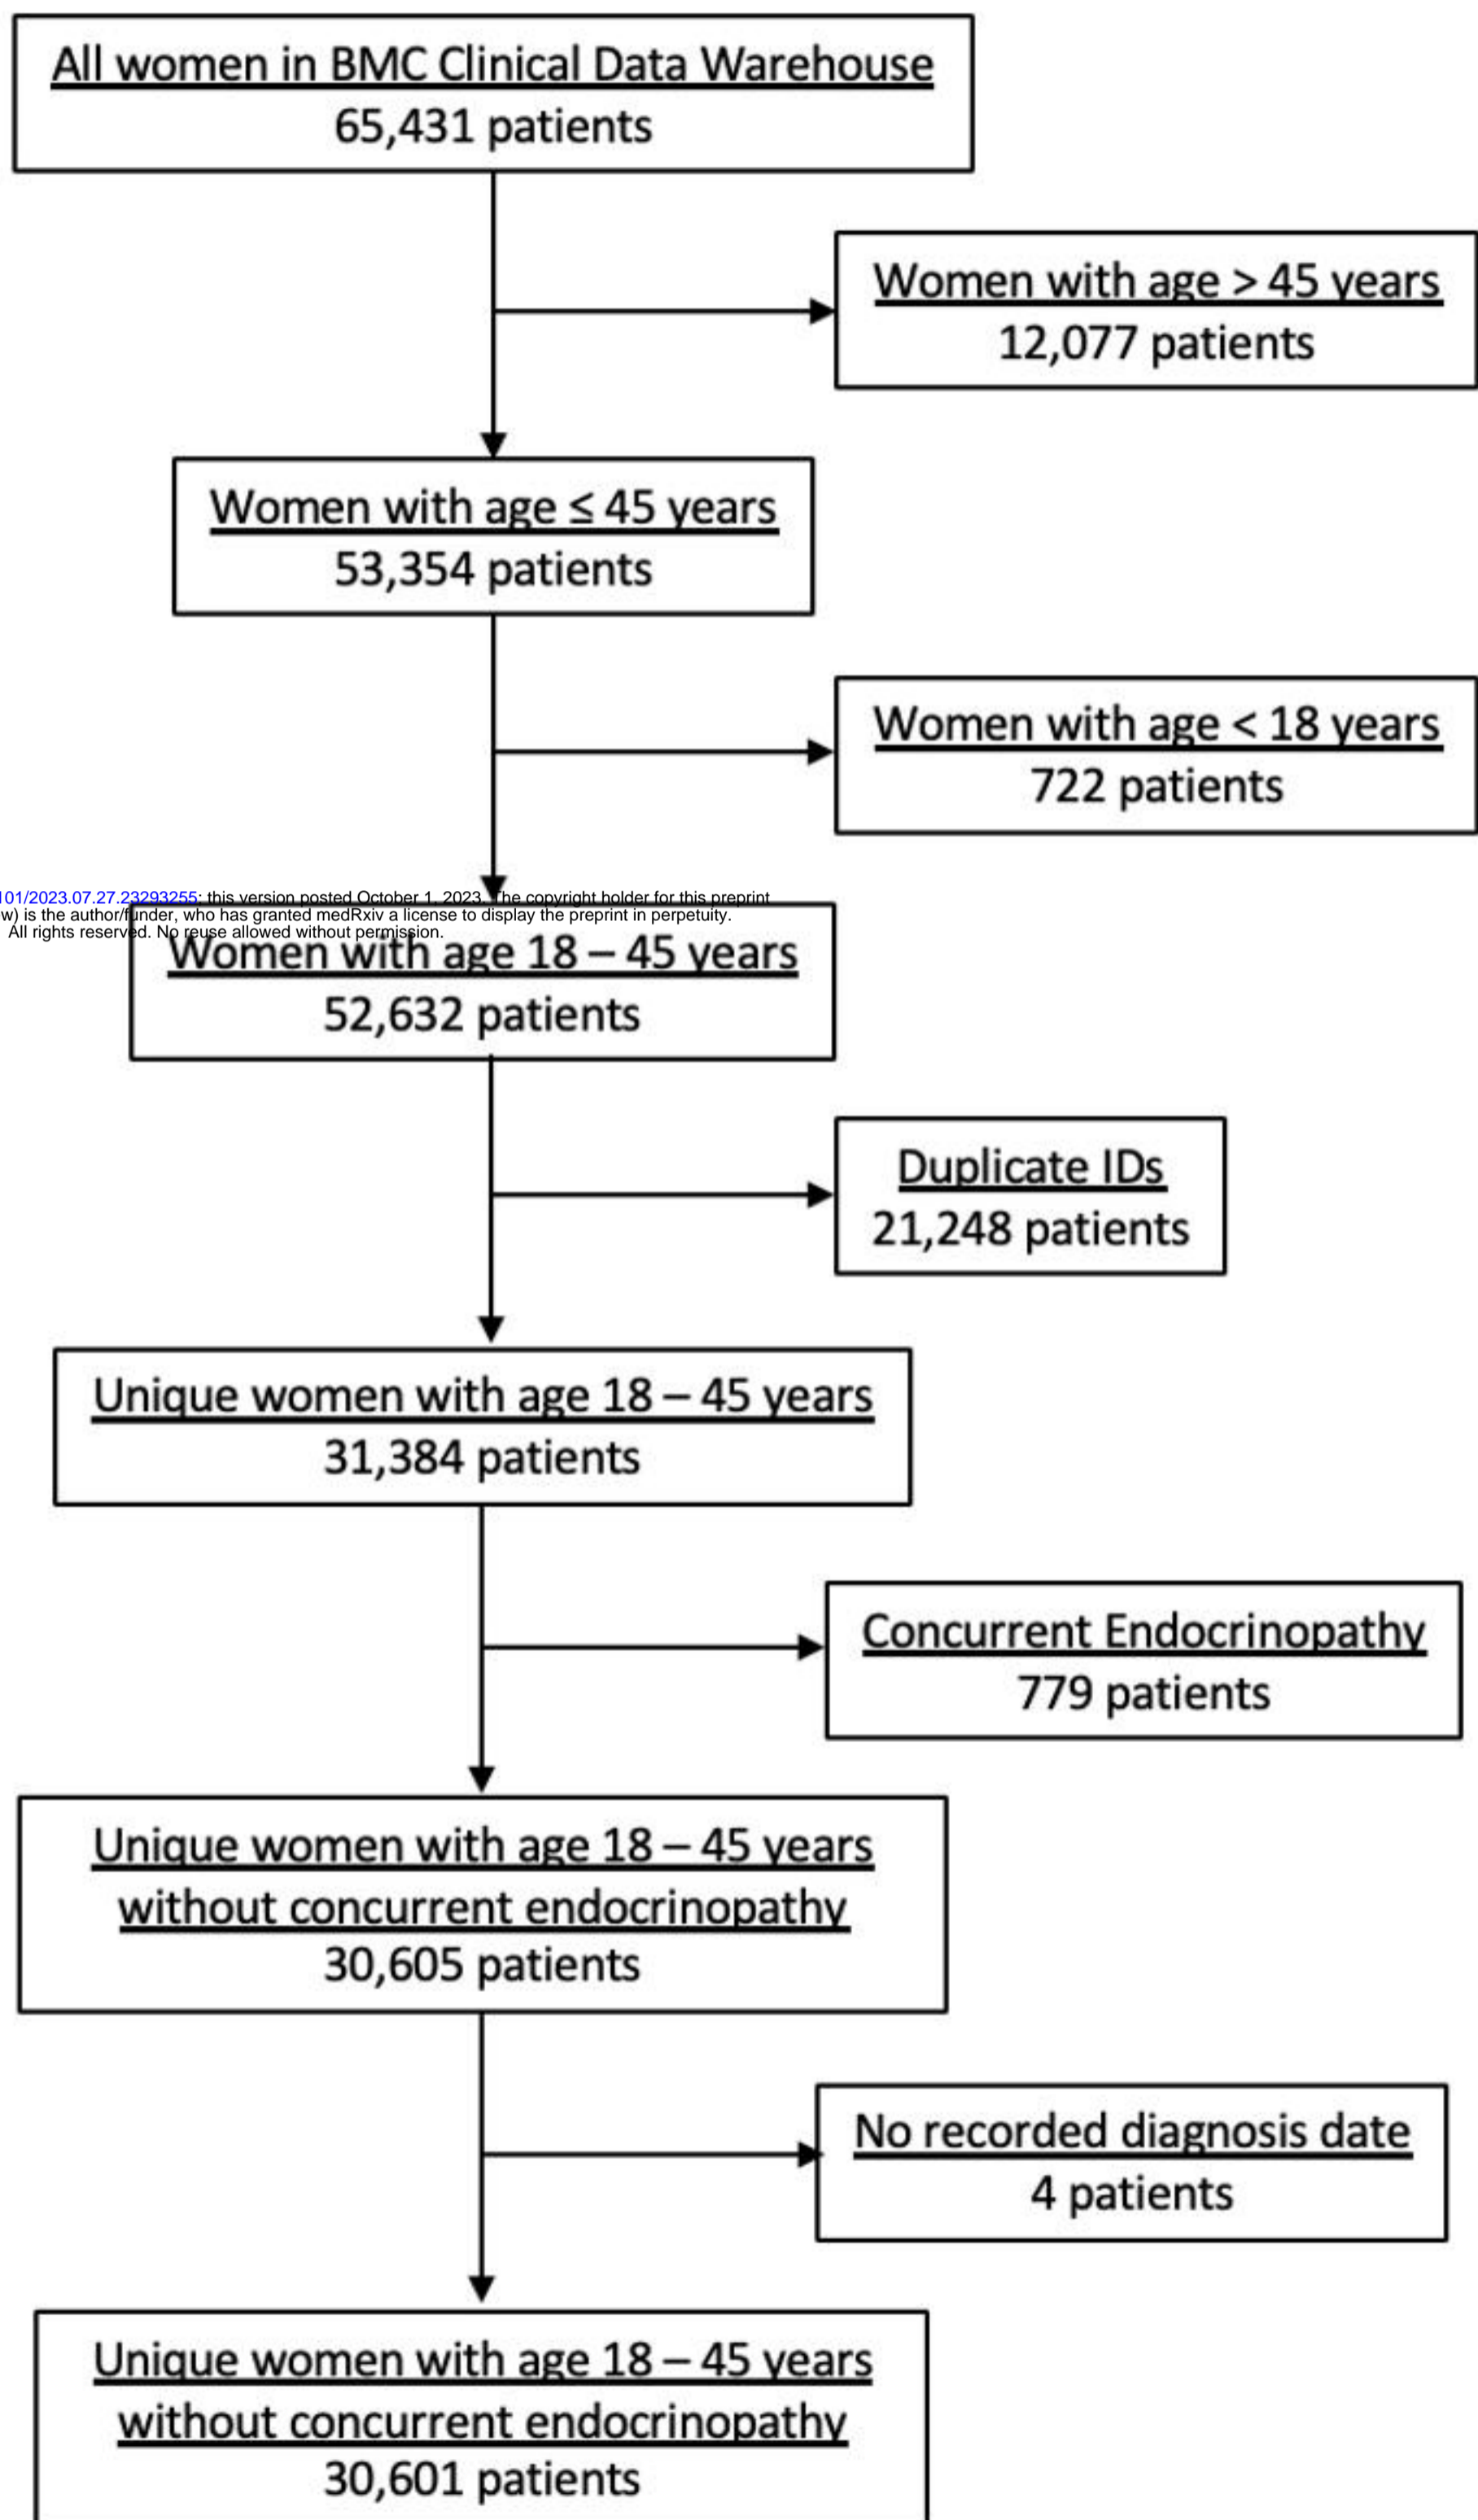 All women in BMC Clinical Data Warehouse
65,431 patients
Women with age > 45 years
12,077 patients
Women with age ≤ 45 years
53,354 patients
Women with age < 18 years
722 patients
101/2023.07.27.23293255; this version posted October 1, 2023. The copyright holder for this preprint
w) is the author/funder, who has granted medRxiv a license to display the preprint in perpetuity.
All rights reserved. No reuse allowed without permission.
Women with age 18 – 45 years
52,632 patients
Duplicate IDs
21,248 patients
Unique women with age 18 – 45 years
31,384 patients
Concurrent Endocrinopathy
779 patients
Unique women with age 18 – 45 years
without concurrent endocrinopathy
30,605 patients
No recorded diagnosis date
4 patients
Unique women with age 18 – 45 years
without concurrent endocrinopathy
30,601 patients